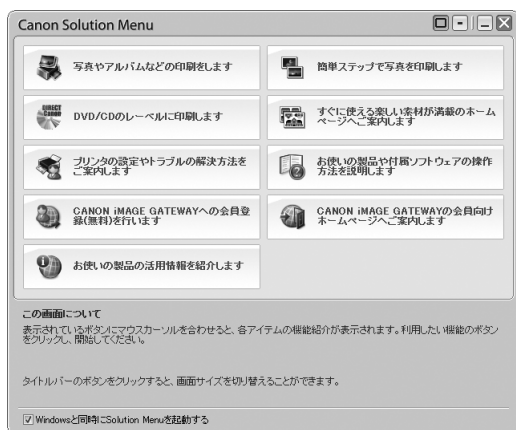 Canon Solution Menu
写真やアルバムなどの印刷をします
簡単ステップで写真を印刷します
DIRECT
Canon
DVD/CDのレーベルに印刷します
すぐに使える楽しい素材が満載のホーム
ページへご案内します
プリンタの設定やトラブルの解決方法を
ご案内します
お使いの製品や付属ソフトウェアの操作
方法を説明します
CANON iMAGE GATEWAYへの会員登
録(無料)を行います
CANON iMAGE GATEWAYの会員向け
ホームページへご案内します
お使いの製品の活用情報を紹介します
この画面について
表示されているボタンにマウスカーソルを合わせると、各アイテムの機能紹介が表示されます。利用したい機能のボタン
をクリックし、開始してください。
タイトルバーのボタンをクリックすると、画面サイズを切り替えることができます。
Windowsと同時にSolution Menuを起動する